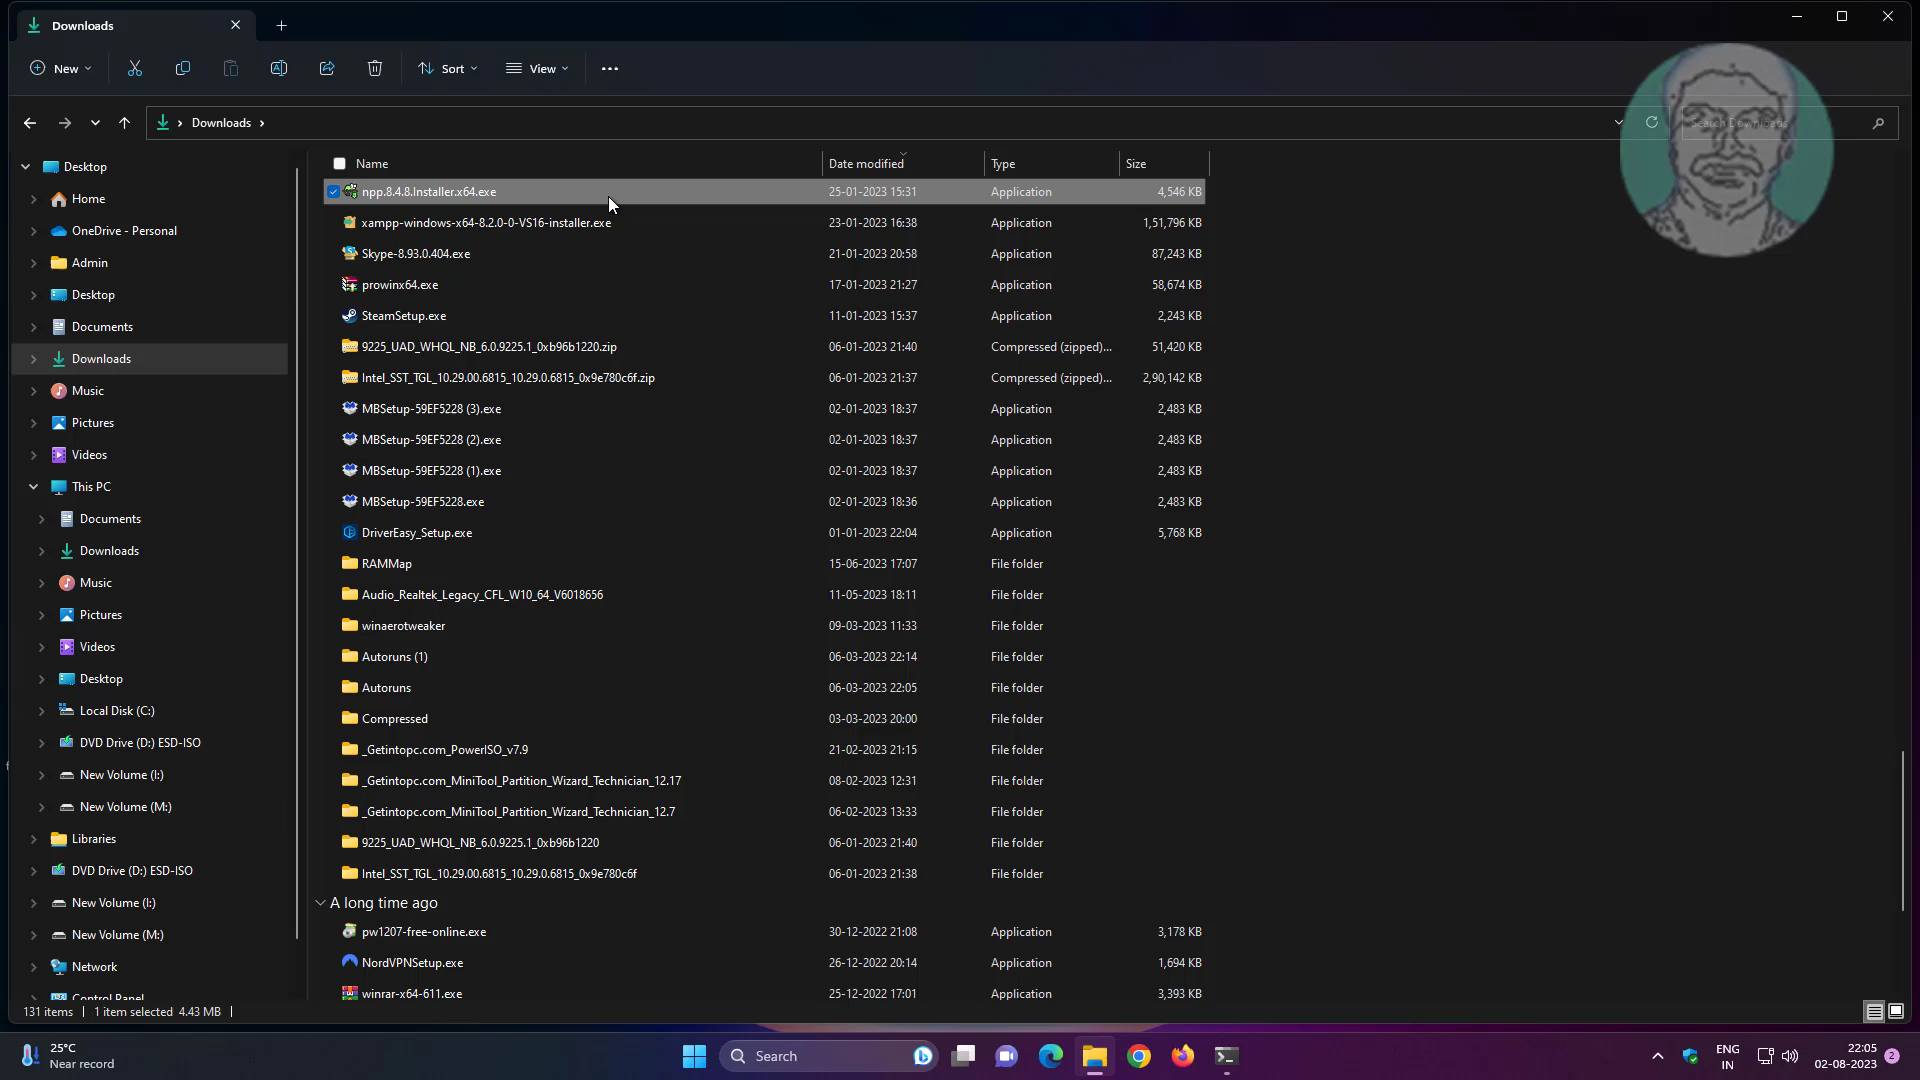 Downloads
New
Sort
View
Downloads
Search Downloads
Name Date modified Type Size
Desktop
Home
OneDrive - Personal
Admin
Desktop
Documents
Downloads
Music
Pictures
Videos
This PC
Documents
Downloads
Music
Pictures
Videos
Desktop
Local Disk (C:)
DVD Drive (D:) ESD-ISO
New Volume (I:)
New Volume (M:)
Libraries
DVD Drive (D:) ESD-ISO
New Volume (I:)
New Volume (M:)
Network
Control Panel
npp.8.4.8.Installer.x64.exe 25-01-2023 15:31 Application 4,546 KB
xampp-windows-x64-8.2.0-0-VS16-installer.exe 23-01-2023 16:38 Application 1,51,796 KB
Skype-8.93.0.404.exe 21-01-2023 20:58 Application 87,243 KB
prowinx64.exe 17-01-2023 21:27 Application 58,674 KB
SteamSetup.exe 11-01-2023 15:37 Application 2,243 KB
9225_UAD_WHQL_NB_6.0.9225.1_0xb96b1220.zip 06-01-2023 21:40 Compressed (zipped)... 51,420 KB
Intel_SST_TGL_10.29.00.6815_10.29.0.6815_0x9e780c6f.zip 06-01-2023 21:37 Compressed (zipped)... 2,90,142 KB
MBSetup-59EF5228 (3).exe 02-01-2023 18:37 Application 2,483 KB
MBSetup-59EF5228 (2).exe 02-01-2023 18:37 Application 2,483 KB
MBSetup-59EF5228 (1).exe 02-01-2023 18:37 Application 2,483 KB
MBSetup-59EF5228.exe 02-01-2023 18:36 Application 2,483 KB
DriverEasy_Setup.exe 01-01-2023 22:04 Application 5,768 KB
RAMMap 15-06-2023 17:07 File folder
Audio_Realtek_Legacy_CFL_W10_64_V6018656 11-05-2023 18:11 File folder
winaerotweaker 09-03-2023 11:33 File folder
Autoruns (1) 06-03-2023 22:14 File folder
Autoruns 06-03-2023 22:05 File folder
Compressed 03-03-2023 20:00 File folder
_Getintopc.com_PowerISO_v7.9 21-02-2023 21:15 File folder
_Getintopc.com_MiniTool_Partition_Wizard_Technician_12.17 08-02-2023 12:31 File folder
_Getintopc.com_MiniTool_Partition_Wizard_Technician_12.7 06-02-2023 13:33 File folder
9225_UAD_WHQL_NB_6.0.9225.1_0xb96b1220 06-01-2023 21:40 File folder
Intel_SST_TGL_10.29.00.6815_10.29.0.6815_0x9e780c6f 06-01-2023 21:38 File folder
A long time ago
pw1207-free-online.exe 30-12-2022 21:08 Application 3,178 KB
NordVPNSetup.exe 26-12-2022 20:14 Application 1,694 KB
winrar-x64-611.exe 25-12-2022 17:01 Application 3,393 KB
131 items 1 item selected 4.43 MB
25°C
Near record
Search
ENG
IN
22:05
02-08-2023
2